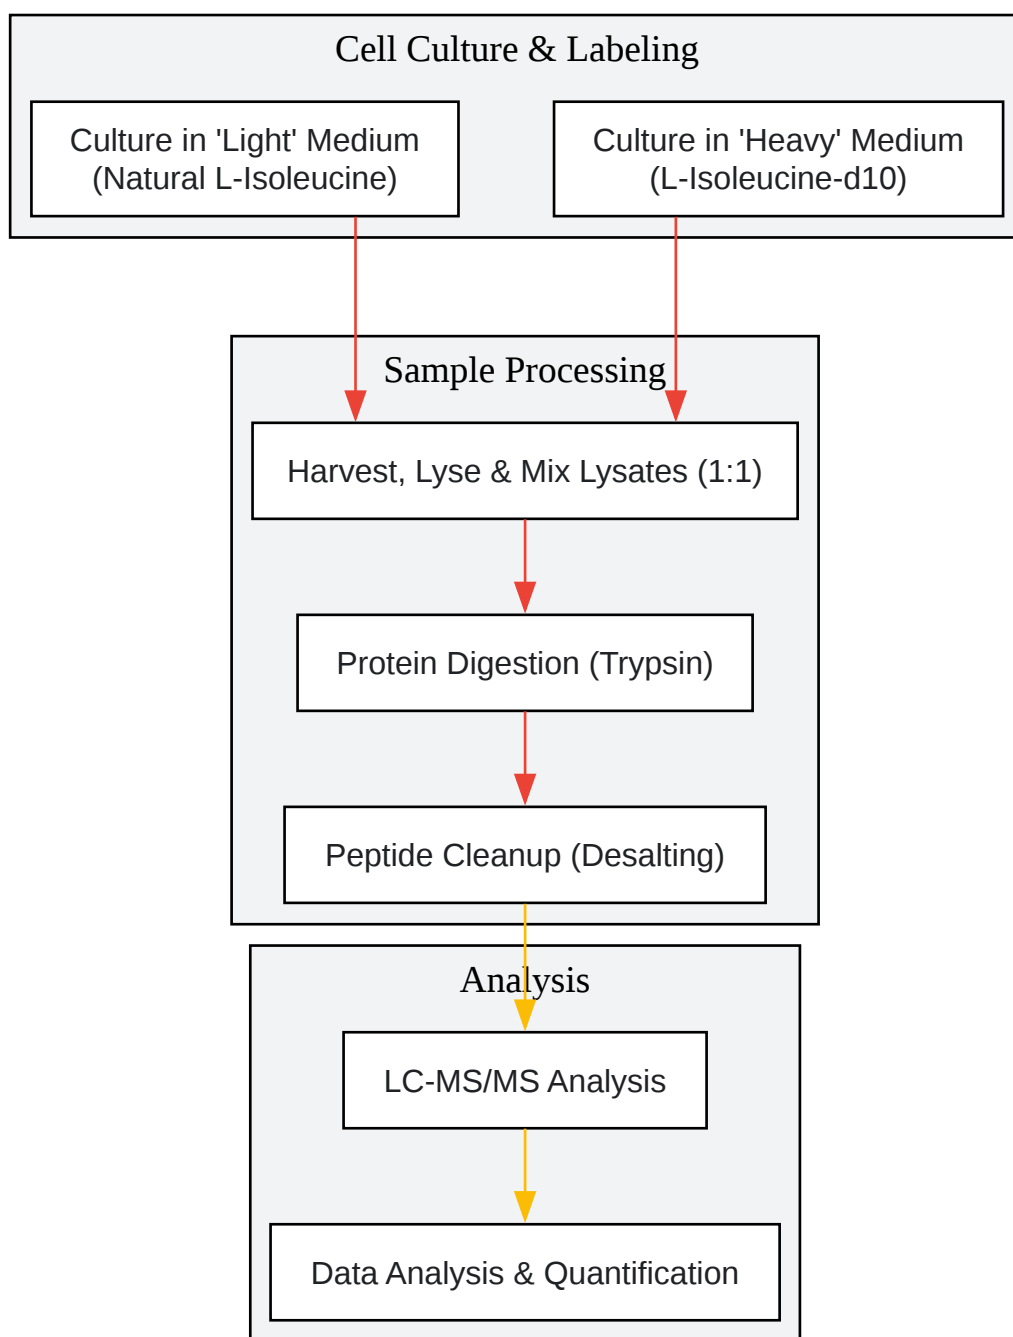 Cell Culture & Labeling
Culture in 'Light' Medium
(Natural L-Isoleucine)
Culture in 'Heavy' Medium
(L-Isoleucine-d10)
Sample Processing
Harvest, Lyse & Mix Lysates (1:1)
Protein Digestion (Trypsin)
Peptide Cleanup (Desalting)
Analysis
LC-MS/MS Analysis
Data Analysis & Quantification